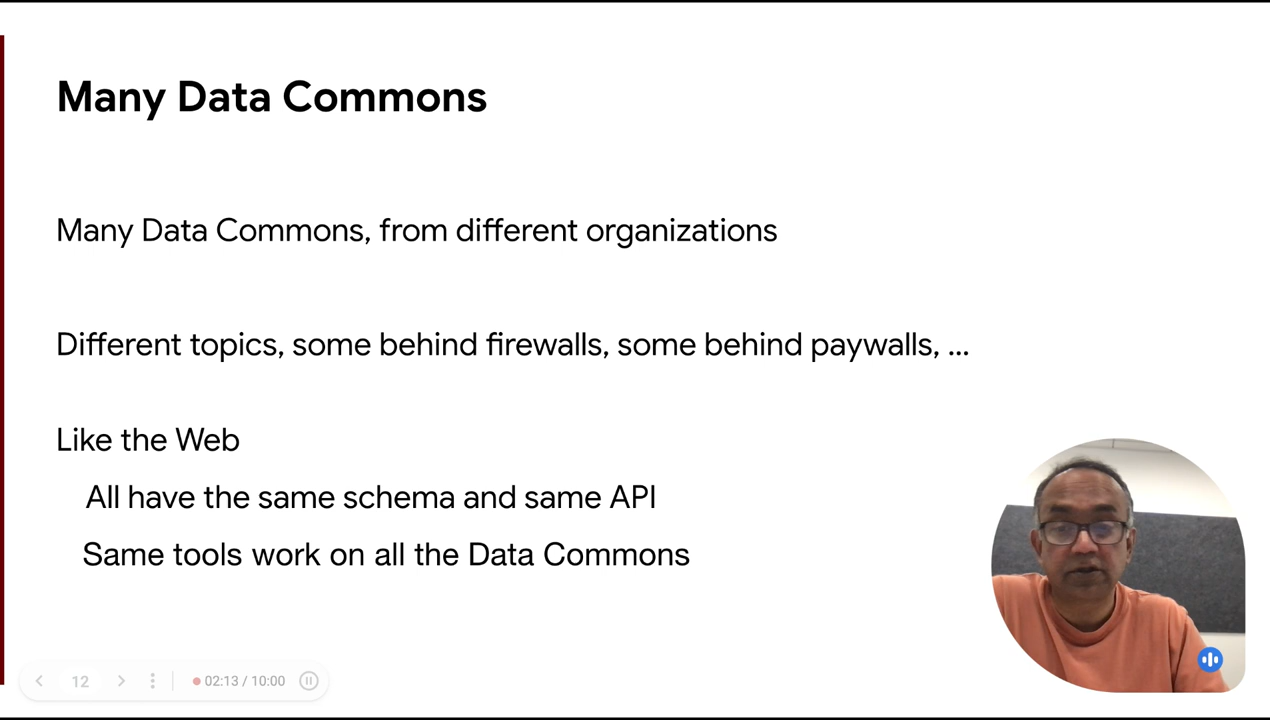 Many Data Commons
Many Data Commons, from different organizations
Different topics, some behind firewalls, some behind paywalls, ...
Like the Web
All have the same schema and same API
Same tools work on all the Data Commons
12
02:13 / 10:00